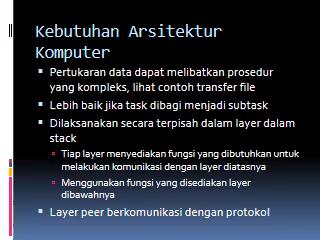 Kebutuhan Arsitektur
Komputer
Pertukaran data dapat melibatkan prosedur
yang kompleks, lihat contoh transfer file
Lebih baik jika task dibagi menjadi subtask
Dilaksanakan secara terpisah dalam layer dalam
stack
Tiap layer menyediakan fungsi yang dibutuhkan untuk
melakukan komunikasi dengan layer diatasnya
Menggunakan fungsi yang disediakan layer
dibawahnya
Layer peer berkomunikasi dengan protokol